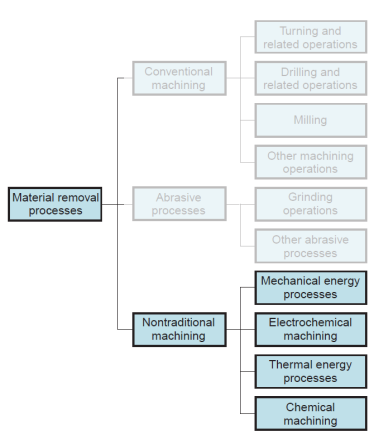 Turning and
related operations
Conventional
machining
Drilling and
related operations
Milling
Other machining
operations
Material removal
processes
Abrasive
processes
Grinding
operations
Other abrasive
processes
Mechanical energy
processes
Nontraditional
machining
Electrochemical
machining
Thermal energy
processes
Chemical
machining